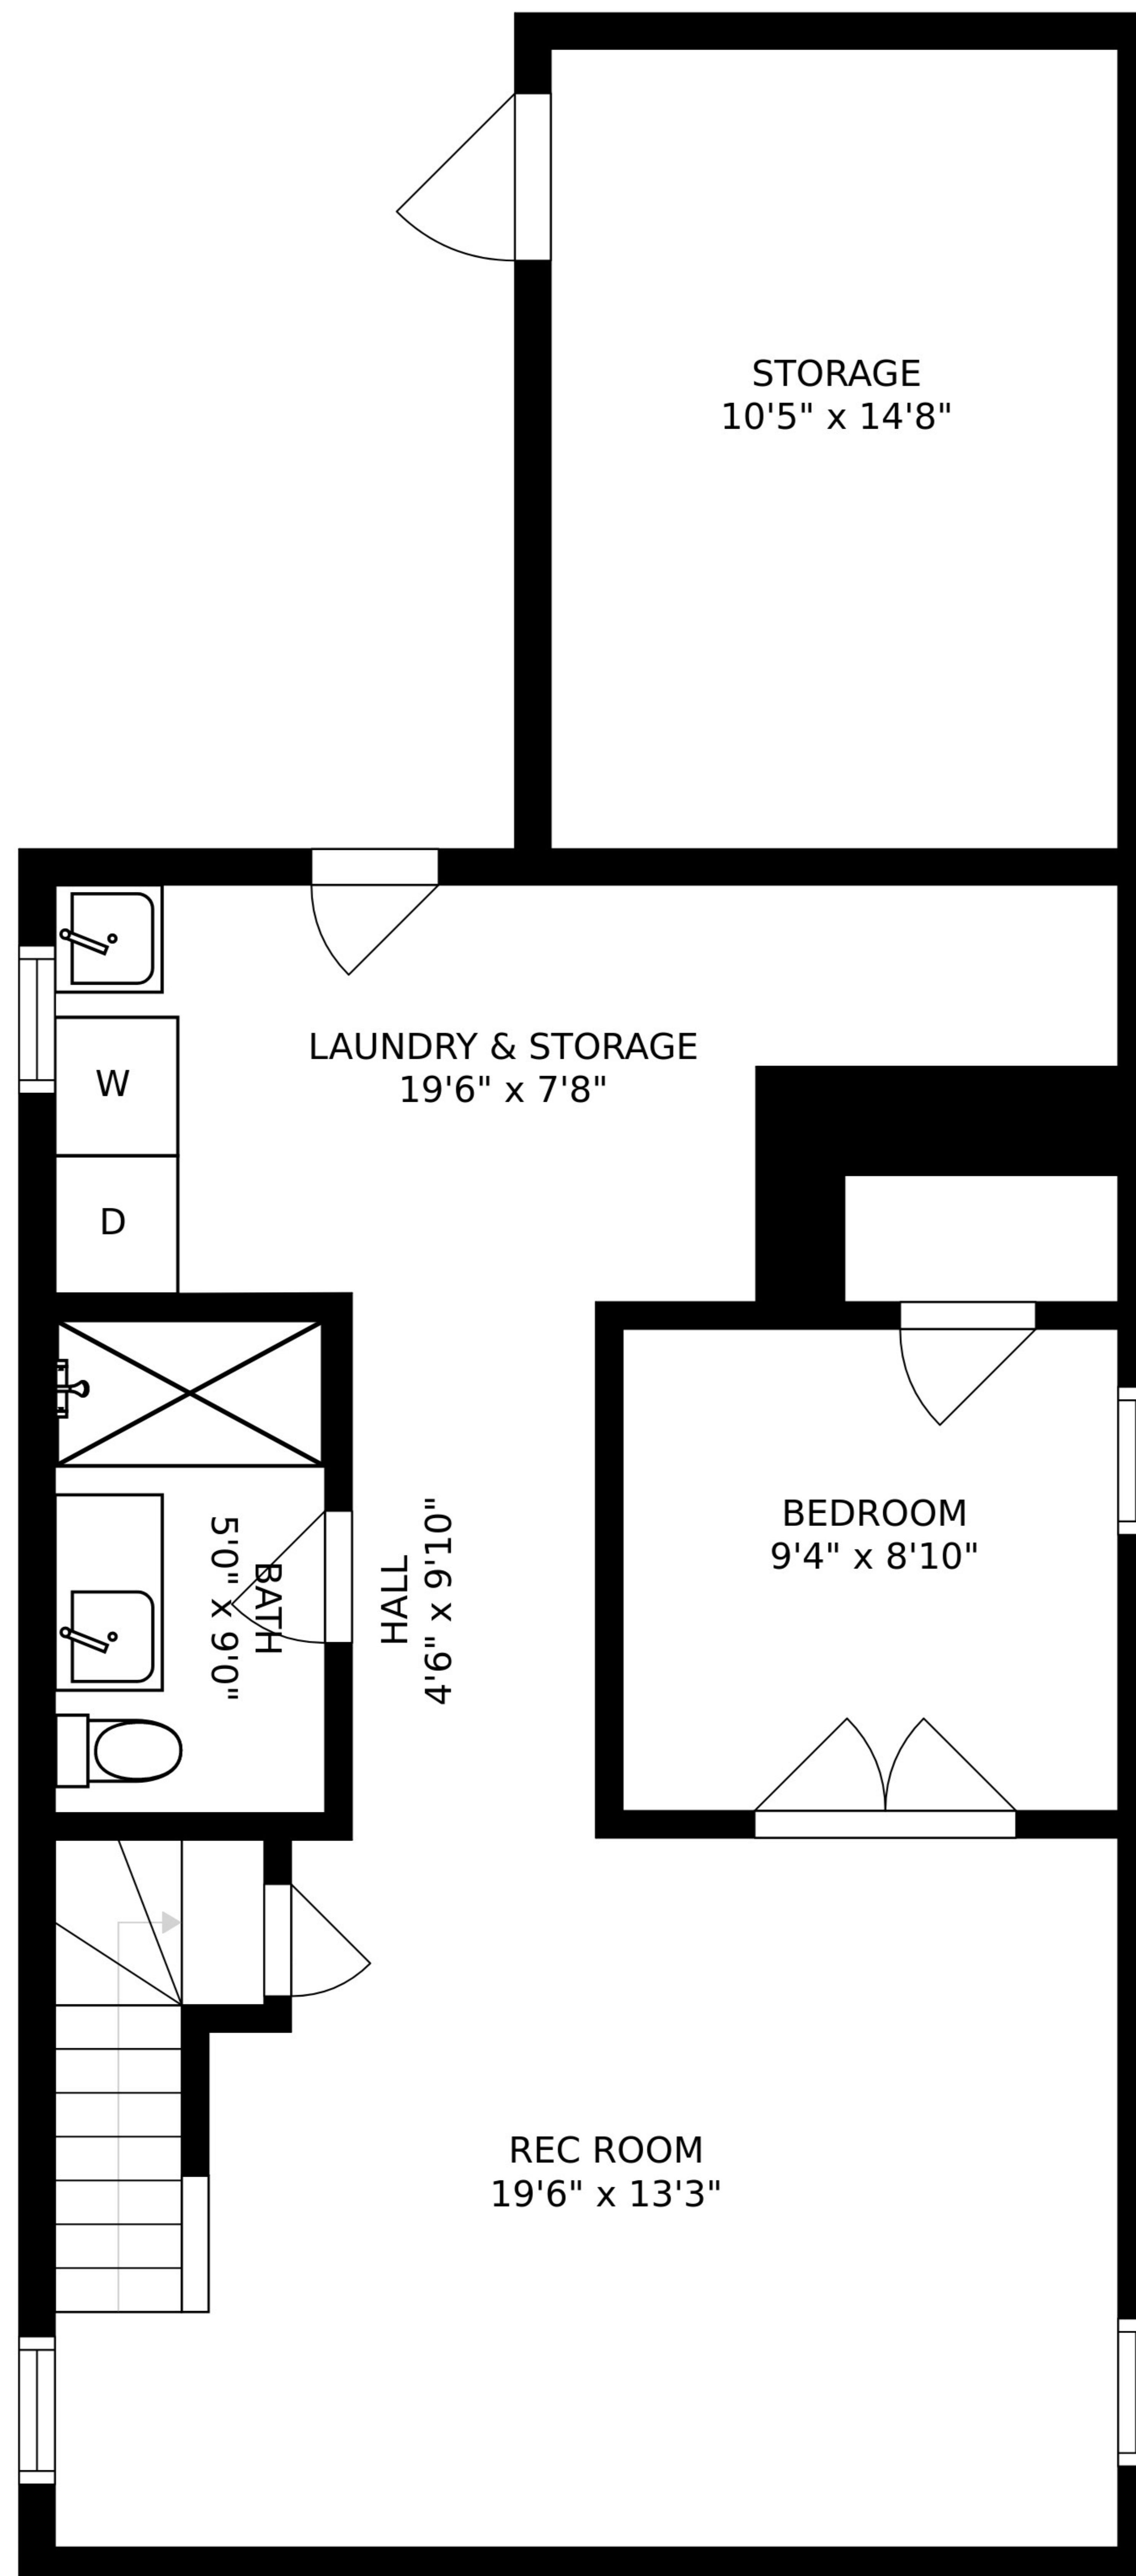 STORAGE
10'5" x 14'8"
LAUNDRY & STORAGE
19'6" x 7'8"
W
D
BEDROOM
9'4" x 8'10"
BATH
5'0" x 9'0"
HALL
4'6" x 9'10"
REC ROOM
19'6" x 13'3"